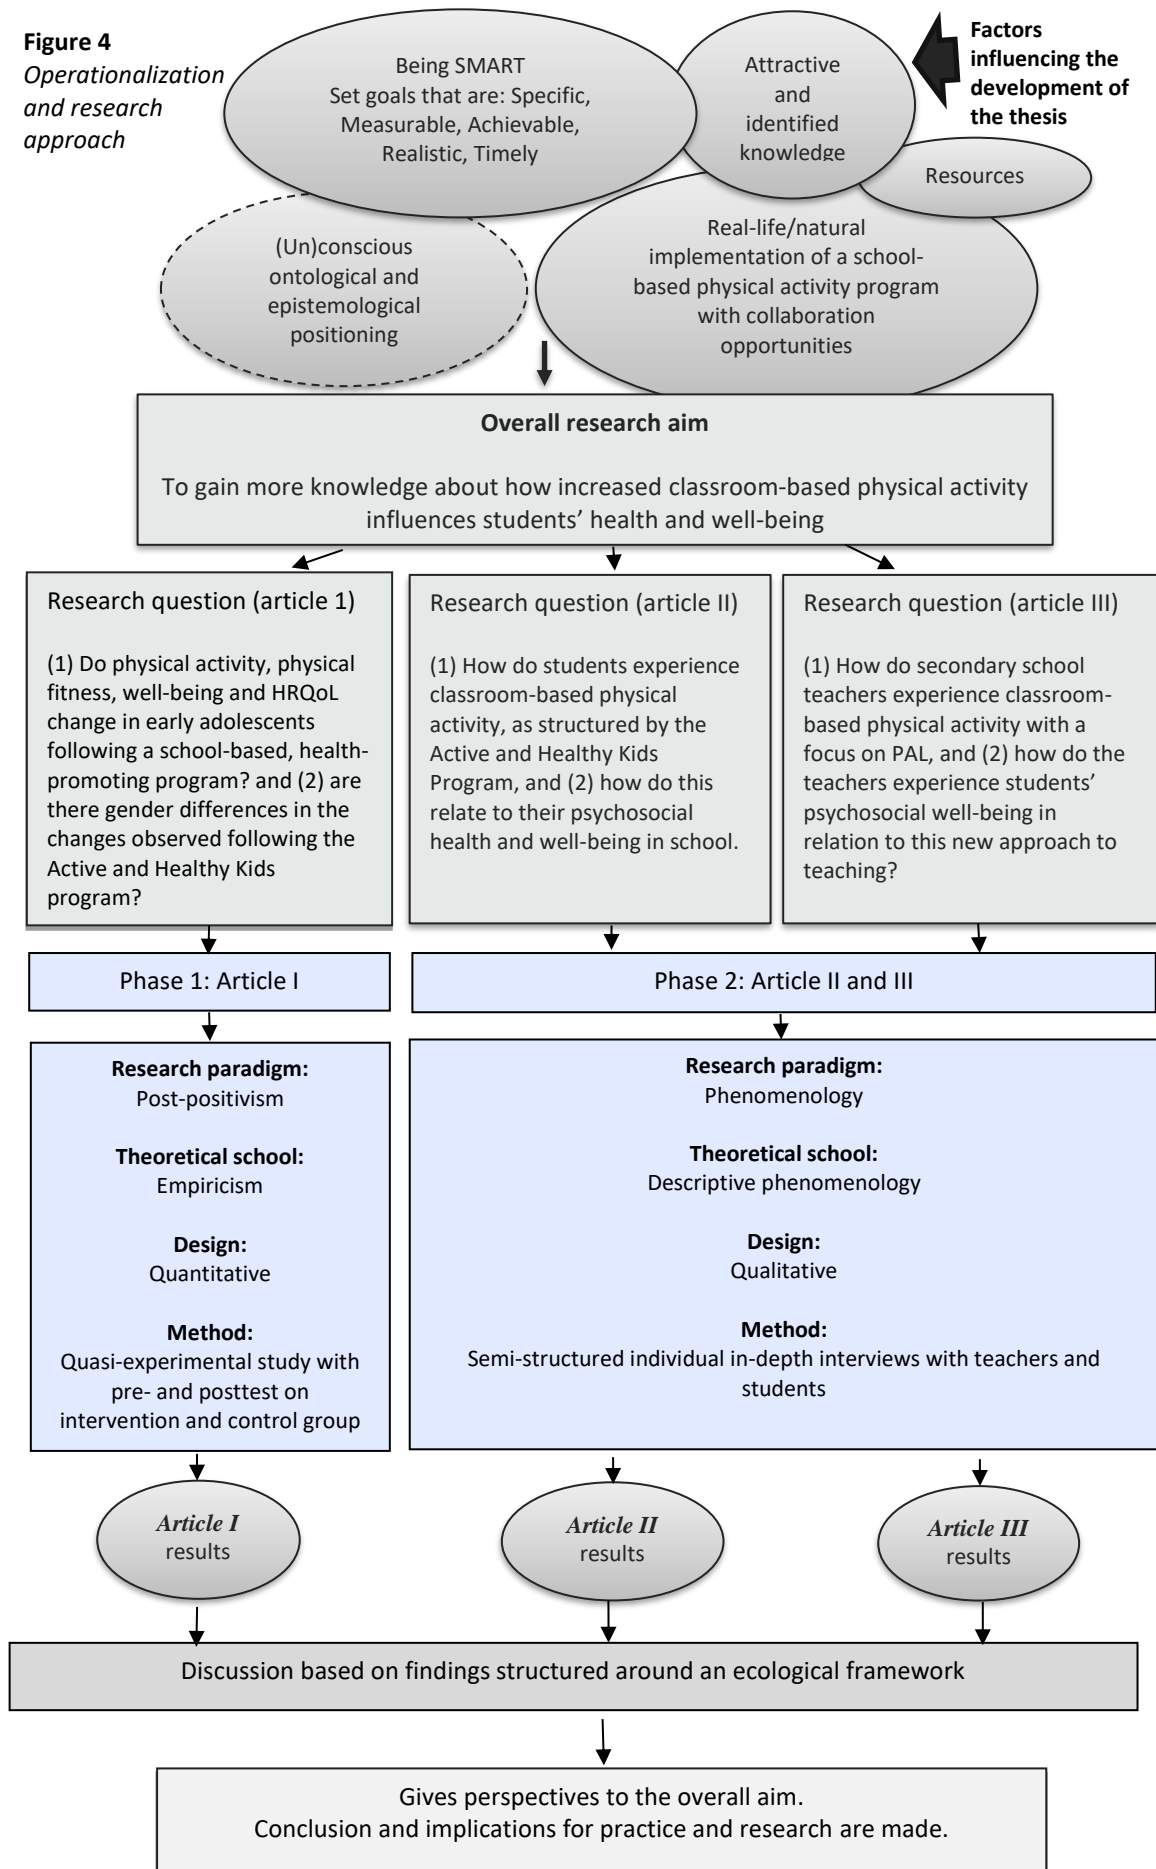 Figure 4
Operationalization
and research
approach
Being SMART
Set goals that are: Specific,
Measurable, Achievable,
Realistic, Timely
Attractive
and
identified
knowledge
Factors
influencing the
development of
the thesis
Resources
(Un)conscious
ontological and
epistemological
positioning
Real-life/natural
implementation of a school-
based physical activity program
with collaboration
opportunities
Overall research aim
To gain more knowledge about how increased classroom-based physical activity
influences students’ health and well-being
Research question (article 1)
(1) Do physical activity, physical
fitness, well-being and HRQoL
change in early adolescents
following a school-based, health-
promoting program? and (2) are
there gender differences in the
changes observed following the
Active and Healthy Kids
program?
Research question (article II)
(1) How do students experience
classroom-based physical
activity, as structured by the
Active and Healthy Kids
Program, and (2) how do this
relate to their psychosocial
health and well-being in school.
Research question (article III)
(1) How do secondary school
teachers experience classroom-
based physical activity with a
focus on PAL, and (2) how do the
teachers experience students’
psychosocial well-being in
relation to this new approach to
teaching?
Phase 1: Article I
Phase 2: Article II and III
Research paradigm:
Post-positivism
Theoretical school:
Empiricism
Design:
Quantitative
Method:
Quasi-experimental study with
pre- and posttest on
intervention and control group
Research paradigm:
Phenomenology
Theoretical school:
Descriptive phenomenology
Design:
Qualitative
Method:
Semi-structured individual in-depth interviews with teachers and
students
Article I
results
Article II
results
Article III
results
Discussion based on findings structured around an ecological framework
Gives perspectives to the overall aim.
Conclusion and implications for practice and research are made.